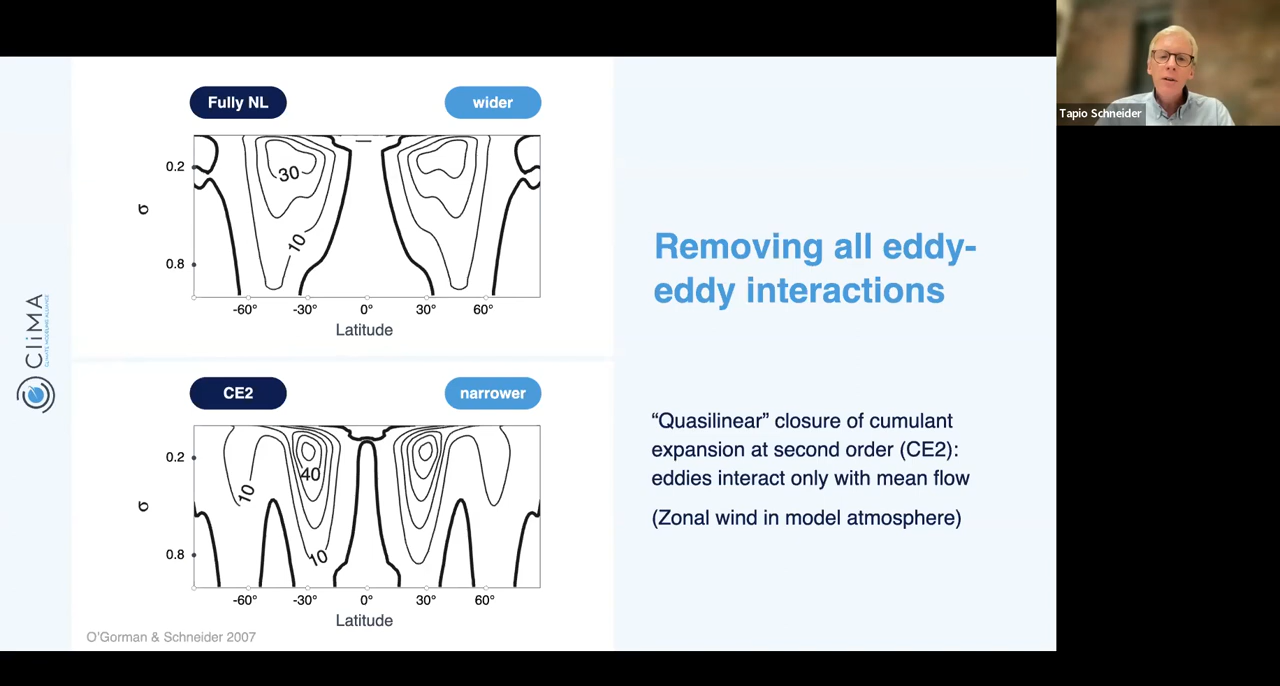 Tapio Schneider
Fully NL
wider
0.2
30
σ
10
0.8
-60°
-30°
0°
30°
60°
Latitude
CE2
narrower
0.2
40
10
σ
0.8
10
-60°
-30°
0°
30°
60°
Latitude
O'Gorman & Schneider 2007
Removing all eddy-
eddy interactions
“Quasilinear” closure of cumulant
expansion at second order (CE2):
eddies interact only with mean flow
(Zonal wind in model atmosphere)
CliMA
CLIMATE MODELING ALLIANCE